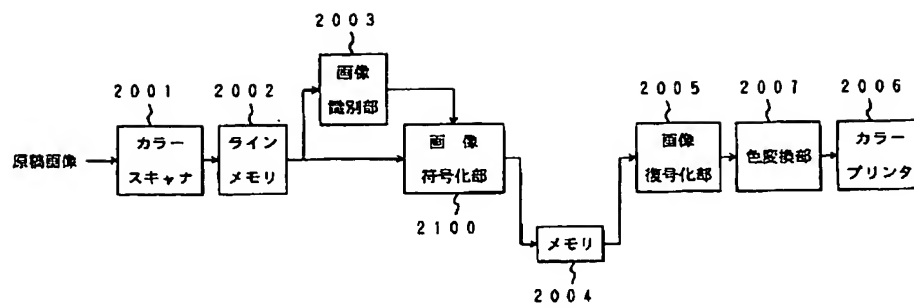 2003
画像
識別部
2001
2002
2005
2007
2006
原稿画像
カラー
スキャナ
ライン
メモリ
画像
符号化部
画像
復号化部
色変換部
カラー
プリンタ
2100
メモリ
2004